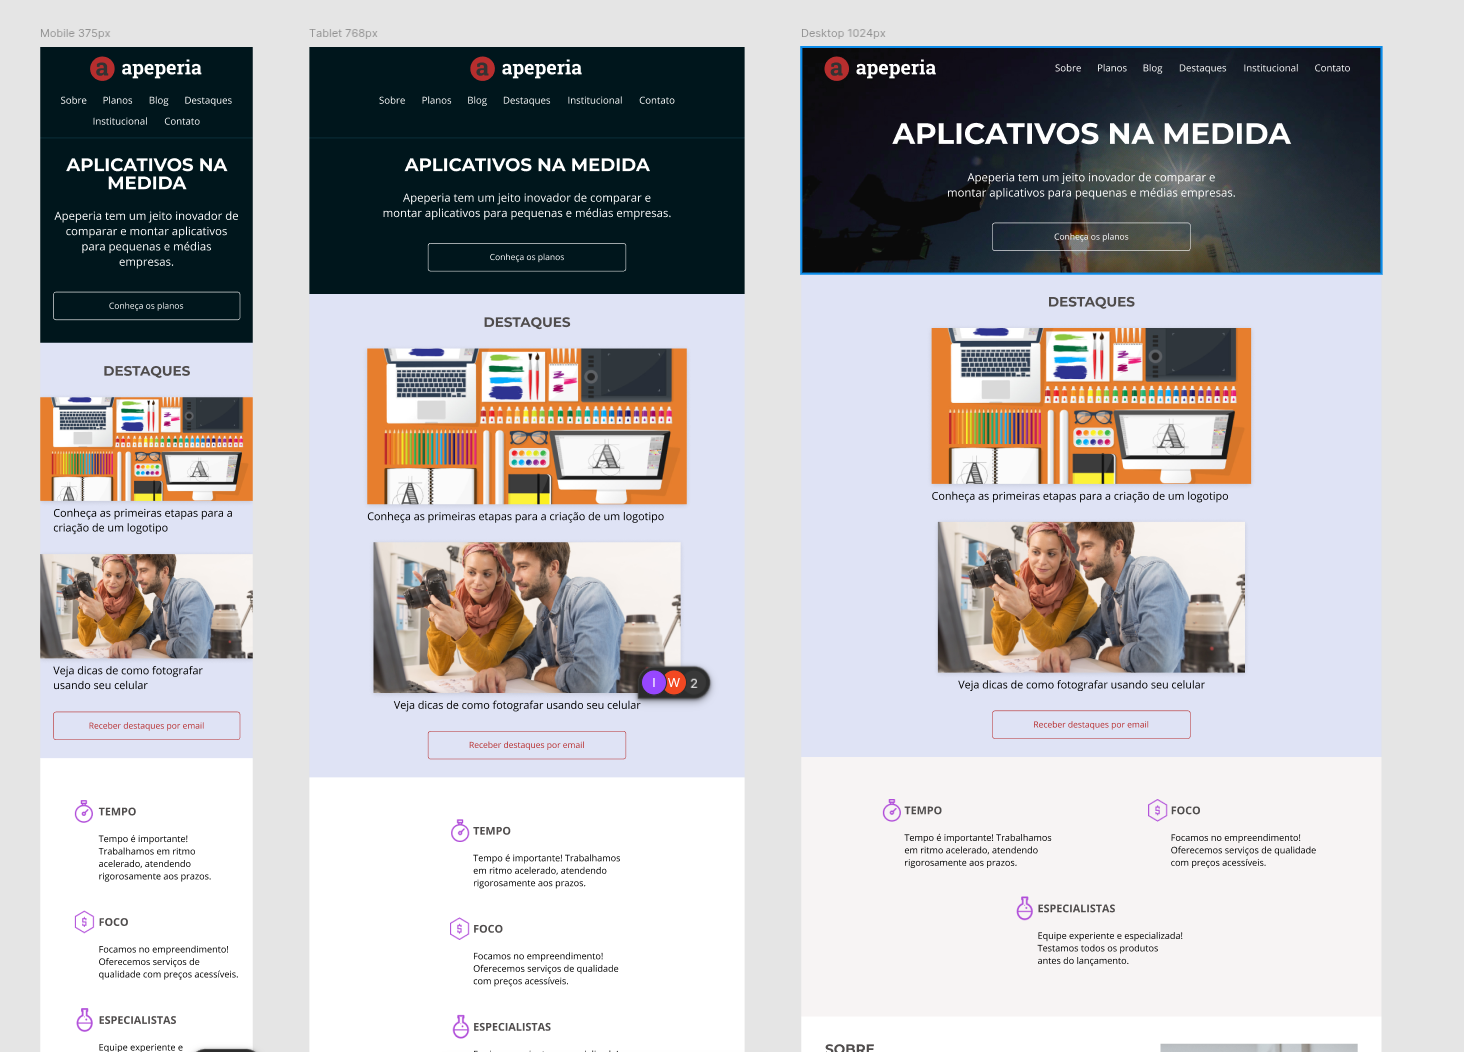 Mobile 375px
a apeperia
Sobre Planos Blog Destaques
Institucional Contato
APLICATIVOS NA
MEDIDA
Apeperia tem um jeito inovador de
comparar e montar aplicativos
para pequenas e médias
empresas.
Conheça os planos
DESTAQUES
Conheça as primeiras etapas para a
criação de um logotipo
Veja dicas de como fotografar
usando seu celular
Receber destaques por email
TEMPO
Tempo é importante!
Trabalhamos em ritmo
acelerado, atendendo
rigorosamente aos prazos.
FOCO
Focamos no empreendimento!
Oferecemos serviços de
qualidade com preços acessíveis.
ESPECIALISTAS
Equipe experiente e
Tablet 768px
a apeperia
Sobre Planos Blog Destaques Institucional Contato
APLICATIVOS NA MEDIDA
Apeperia tem um jeito inovador de comparar e
montar aplicativos para pequenas e médias empresas.
Conheça os planos
DESTAQUES
Conheça as primeiras etapas para a criação de um logotipo
I W 2
Veja dicas de como fotografar usando seu celular
Receber destaques por email
TEMPO
Tempo é importante! Trabalhamos
em ritmo acelerado, atendendo
rigorosamente aos prazos.
FOCO
Focamos no empreendimento!
Oferecemos serviços de qualidade
com preços acessíveis.
ESPECIALISTAS
Desktop 1024px
a apeperia
Sobre Planos Blog Destaques Institucional Contato
APLICATIVOS NA MEDIDA
Apeperia tem um jeito inovador de comparar e
montar aplicativos para pequenas e médias empresas.
Conheça os planos
DESTAQUES
Conheça as primeiras etapas para a criação de um logotipo
Veja dicas de como fotografar usando seu celular
Receber destaques por email
TEMPO
Tempo é importante! Trabalhamos
em ritmo acelerado, atendendo
rigorosamente aos prazos.
FOCO
Focamos no empreendimento!
Oferecemos serviços de qualidade
com preços acessíveis.
ESPECIALISTAS
Equipe experiente e especializada!
Testamos todos os produtos
antes do lançamento.
SOBRE